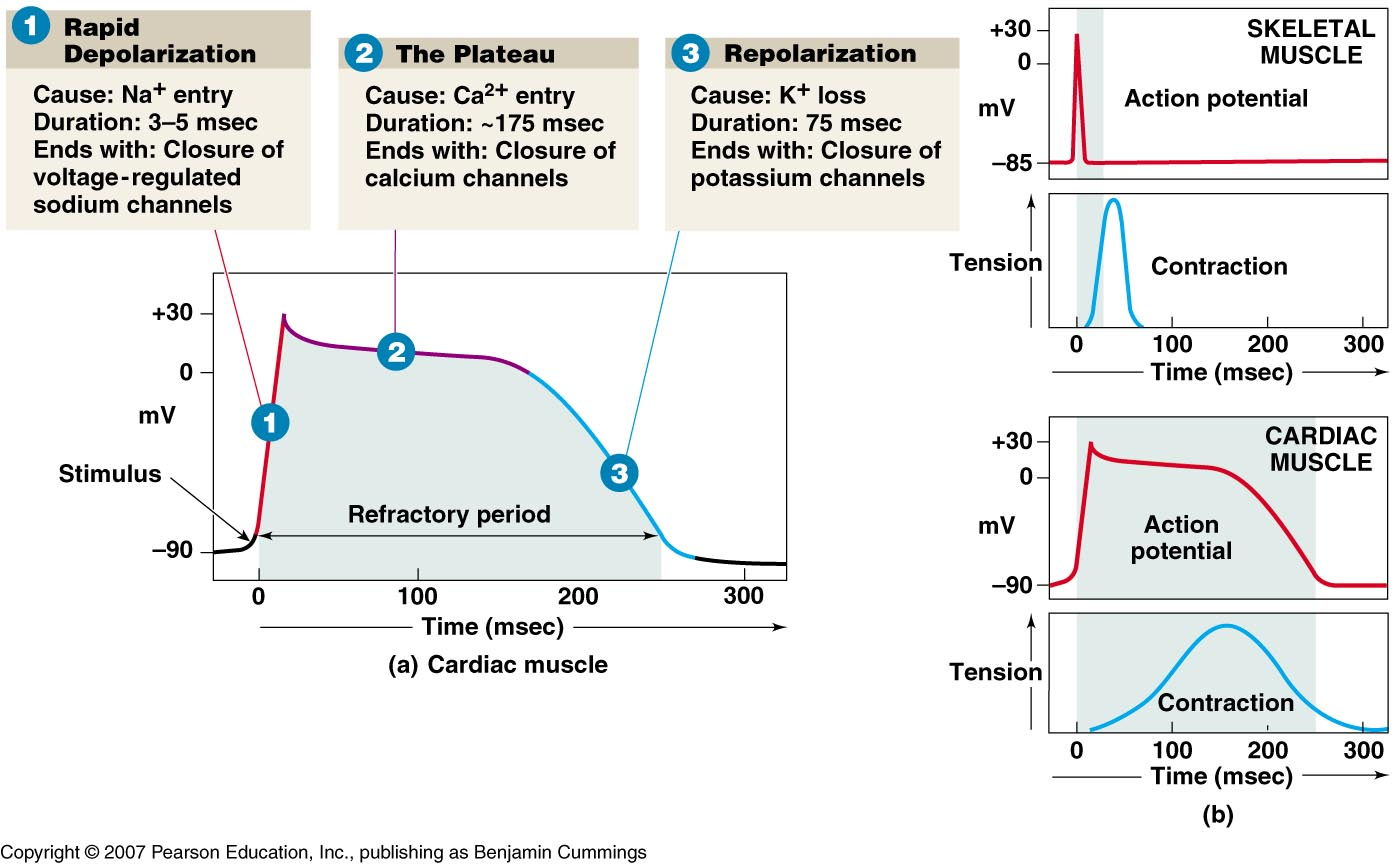 1 Rapid
Depolarization
Cause: Na+ entry
Duration: 3–5 msec
Ends with: Closure of
voltage-regulated
sodium channels
2 The Plateau
Cause: Ca2+ entry
Duration: ~175 msec
Ends with: Closure of
calcium channels
3 Repolarization
Cause: K+ loss
Duration: 75 msec
Ends with: Closure of
potassium channels
+30
0
mV
–90
Stimulus
1
2
3
Refractory period
0 100 200 300
Time (msec)
(a) Cardiac muscle
SKELETAL
MUSCLE
+30
0
mV
–85
Action potential
Tension
Contraction
0 100 200 300
Time (msec)
CARDIAC
MUSCLE
+30
0
mV
–90
Action
potential
Tension
Contraction
0 100 200 300
Time (msec)
(b)
Copyright © 2007 Pearson Education, Inc., publishing as Benjamin Cummings